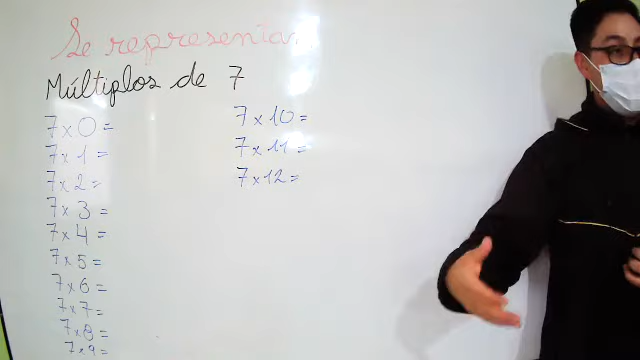 Se representa
Múltiplos de 7
7 x 0 =
7 x 1 =
7 x 2 =
7 x 3 =
7 x 4 =
7 x 5 =
7 x 6 =
7 x 7 =
7 x 8 =
7 x 9 =
7 x 10 =
7 x 11 =
7 x 12 =